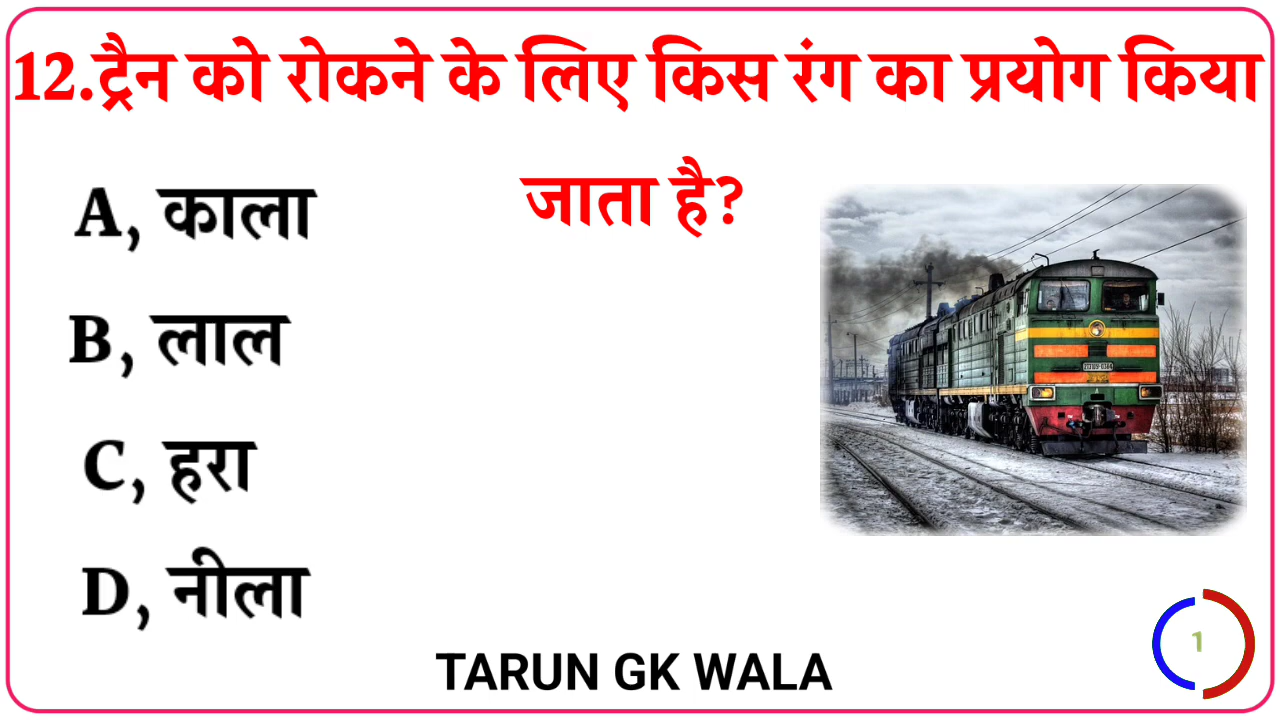 12.ट्रैन को रोकने के लिए किस रंग का प्रयोग किया
जाता है?
A, काला
B, लाल
C, हरा
D, नीला
TARUN GK WALA
1